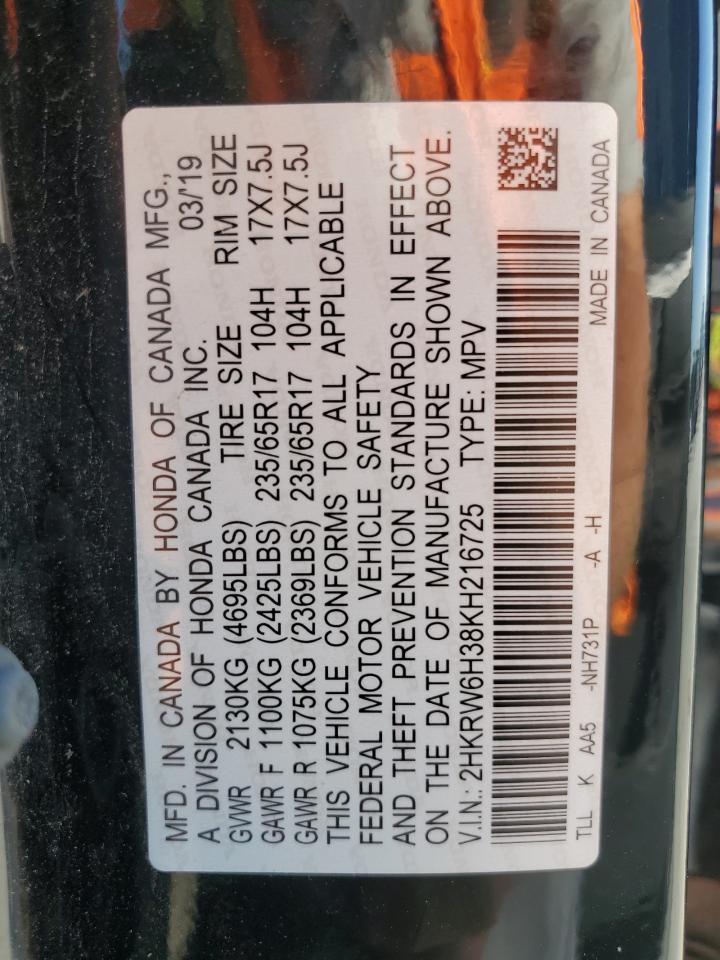 MFD. IN CANADA BY HONDA OF CANADA MFG.,
A DIVISION OF HONDA CANADA INC. 03/'19
GVWR 2130KG (4695LBS) TIRE SIZE RIM SIZE
GAWR F 1100KG (2425LBS) 235/65R17 104H 17X7.5J
GAWR R 1075KG (2369LBS) 235/65R17 104H 17X7.5J
THIS VEHICLE CONFORMS TO ALL APPLICABLE
FEDERAL MOTOR VEHICLE SAFETY
AND THEFT PREVENTION STANDARDS IN EFFECT
ON THE DATE OF MANUFACTURE SHOWN ABOVE.
V.I.N.: 2HKRW6H38KH216725 TYPE: MPV
TLL K AA5 -NH731P -A -H MADE IN CANADA